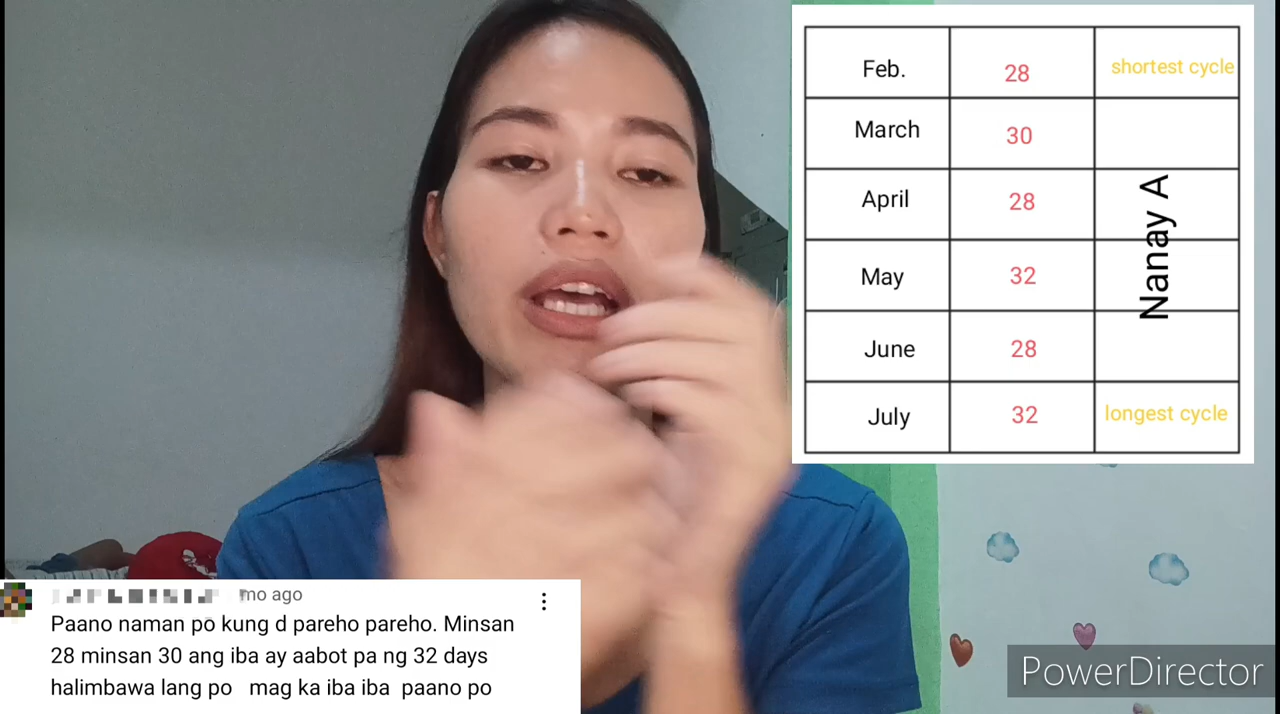 Feb. 28 shortest cycle
March 30
April 28
May 32
June 28
July 32 longest cycle
Nanay A
mo ago
Paano naman po kung d pareho pareho. Minsan
28 minsan 30 ang iba ay aabot pa ng 32 days
halimbawa lang po mag ka iba iba paano po
PowerDirector